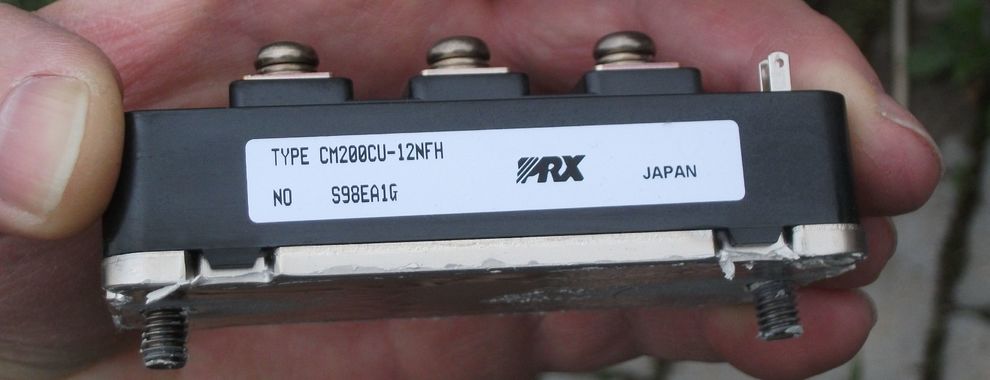 TYPE CM200CU-12NFH
NO S98EA1G
PRX
JAPAN